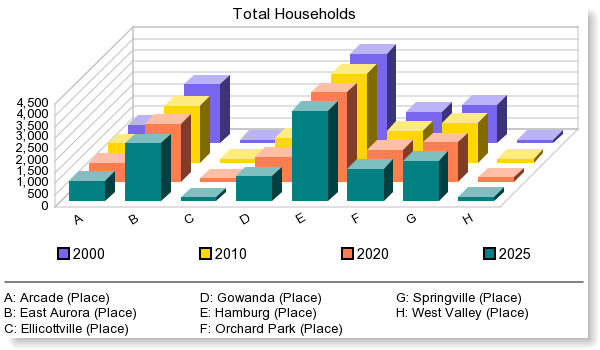 Total Households
4,500
4,000
3,500
3,000
2,500
2,000
1,500
1,000
500
0
A B C D E F G H
2000 2010 2020 2025
A: Arcade (Place) D: Gowanda (Place) G: Springville (Place)
B: East Aurora (Place) E: Hamburg (Place) H: West Valley (Place)
C: Ellicottville (Place) F: Orchard Park (Place)